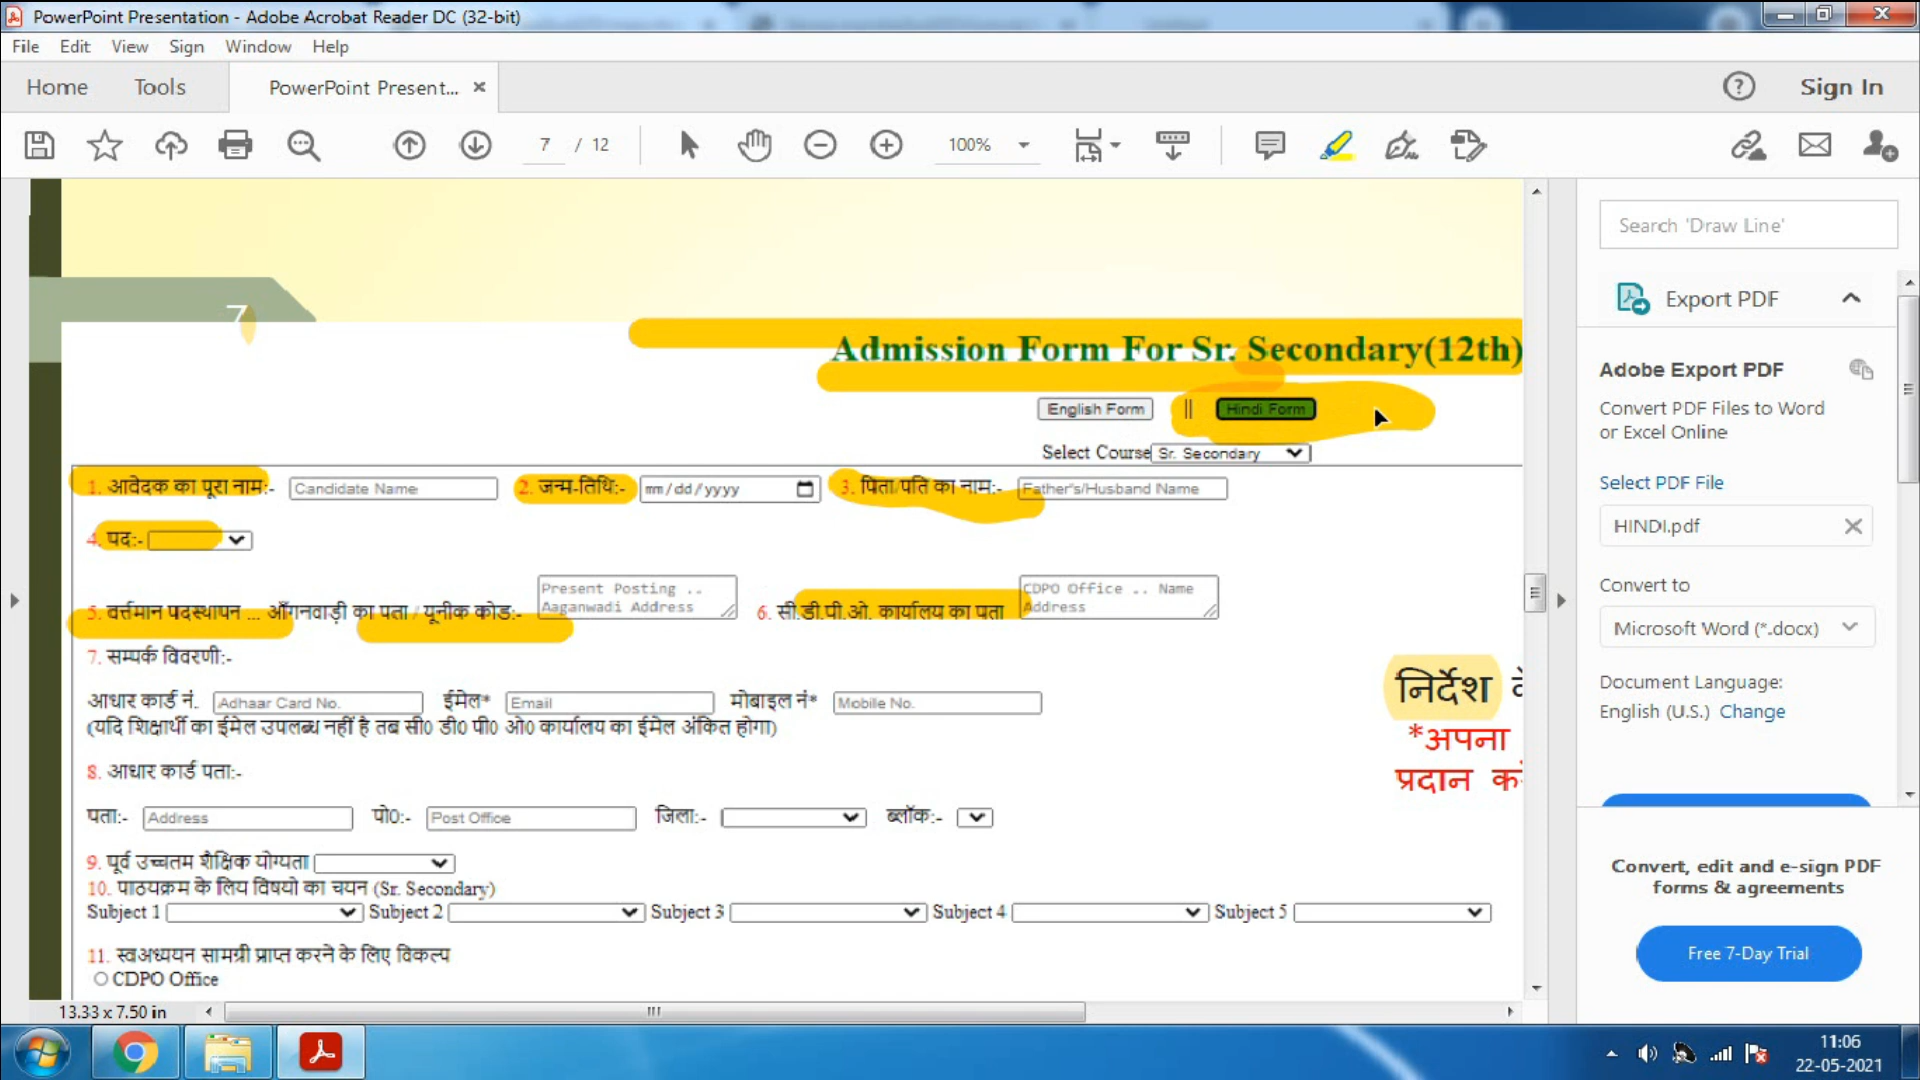 PowerPoint Presentation - Adobe Acrobat Reader DC (32-bit)
File Edit View Sign Window Help
Home Tools PowerPoint Present... Sign In
7 / 12 100%
Search 'Draw Line'
Export PDF
Adobe Export PDF
Convert PDF Files to Word
or Excel Online
Select PDF File
HINDI.pdf
Convert to
Microsoft Word (*.docx)
Document Language:
English (U.S.) Change
Convert, edit and e-sign PDF
forms & agreements
Free 7-Day Trial
7
Admission Form For Sr. Secondary(12th)
English Form || Hindi Form
Select Course Sr. Secondary
1. आवेदक का पूरा नाम:- Candidate Name 2. जन्म-तिथि:- mm/dd/yyyy 3. पिता/पति का नाम:- Father's/Husband Name
4. पद:-
5. वर्त्तमान पदस्थापन ... आँगनवाड़ी का पता / यूनीक कोड:- Present Posting .. Aaganwadi Address 6. सी.डी.पी.ओ. कार्यालय का पता CDPO Office .. Name Address
7. सम्पर्क विवरणी:-
आधार कार्ड नं. Adhaar Card No. ईमेल* Email मोबाइल नं* Mobile No.
(यदि शिक्षार्थी का ईमेल उपलब्ध नहीं है तब सी0 डी0 पी0 ओ0 कार्यालय का ईमेल अंकित होगा)
8. आधार कार्ड पता:-
पता:- Address पो0:- Post Office जिला:- ब्लॉक:-
9. पूर्व उच्चतम शैक्षिक योग्यता
10. पाठयक्रम के लिय विषयो का चयन (Sr. Secondary)
Subject 1 Subject 2 Subject 3 Subject 4 Subject 5
11. स्वअध्ययन सामग्री प्राप्त करने के लिए विकल्प
CDPO Office
निर्देश
*अपना
प्रदान
13.33 x 7.50 in
11:06
22-05-2021